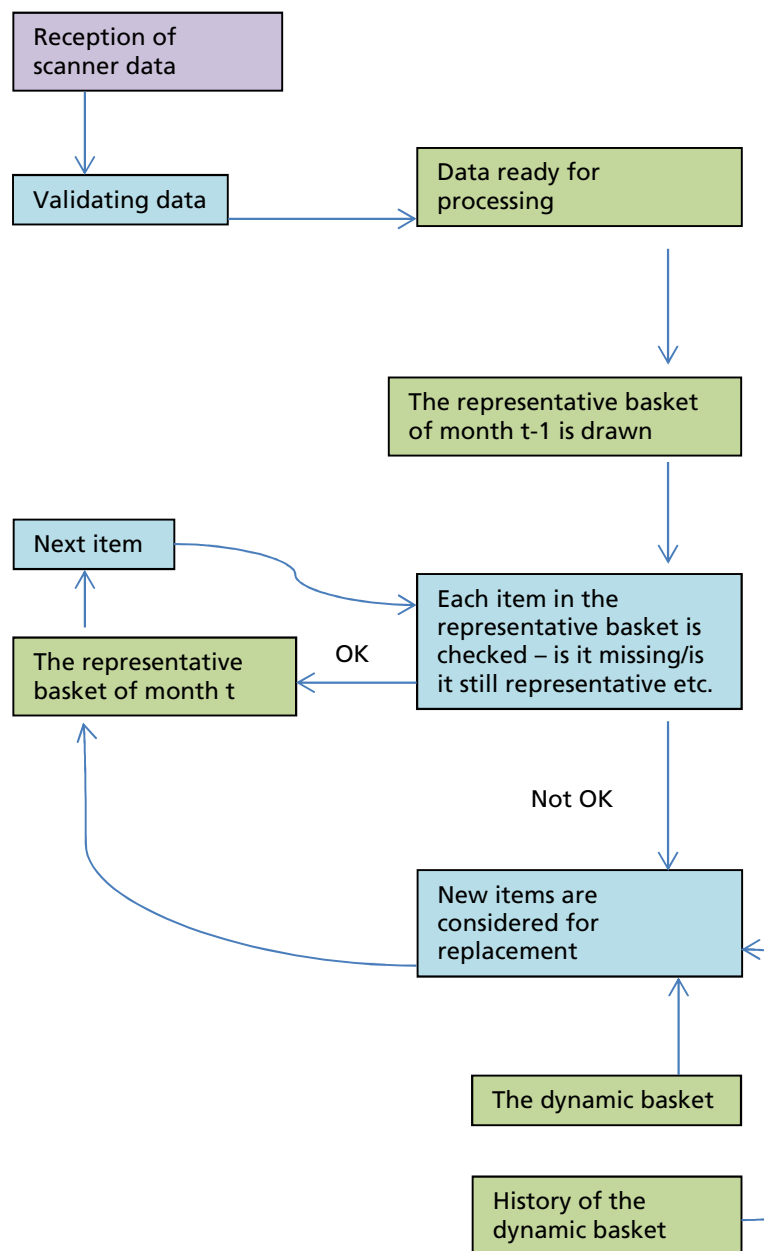 Reception of
scanner data
Validating data
Data ready for
processing
The representative basket
of month t-1 is drawn
Next item
Each item in the
representative basket is
checked – is it missing/is
it still representative etc.
OK
The representative
basket of month t
Not OK
New items are
considered for
replacement
The dynamic basket
History of the
dynamic basket